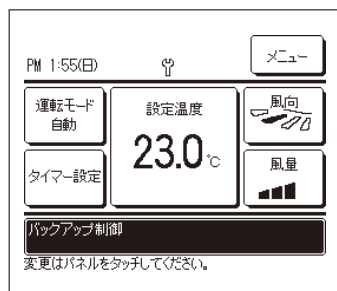 PM 1:55(日)
メニュー
運転モード
自動
設定温度
23.0℃
風向
タイマー設定
風量
バックアップ制御
変更はパネルをタッチしてください。